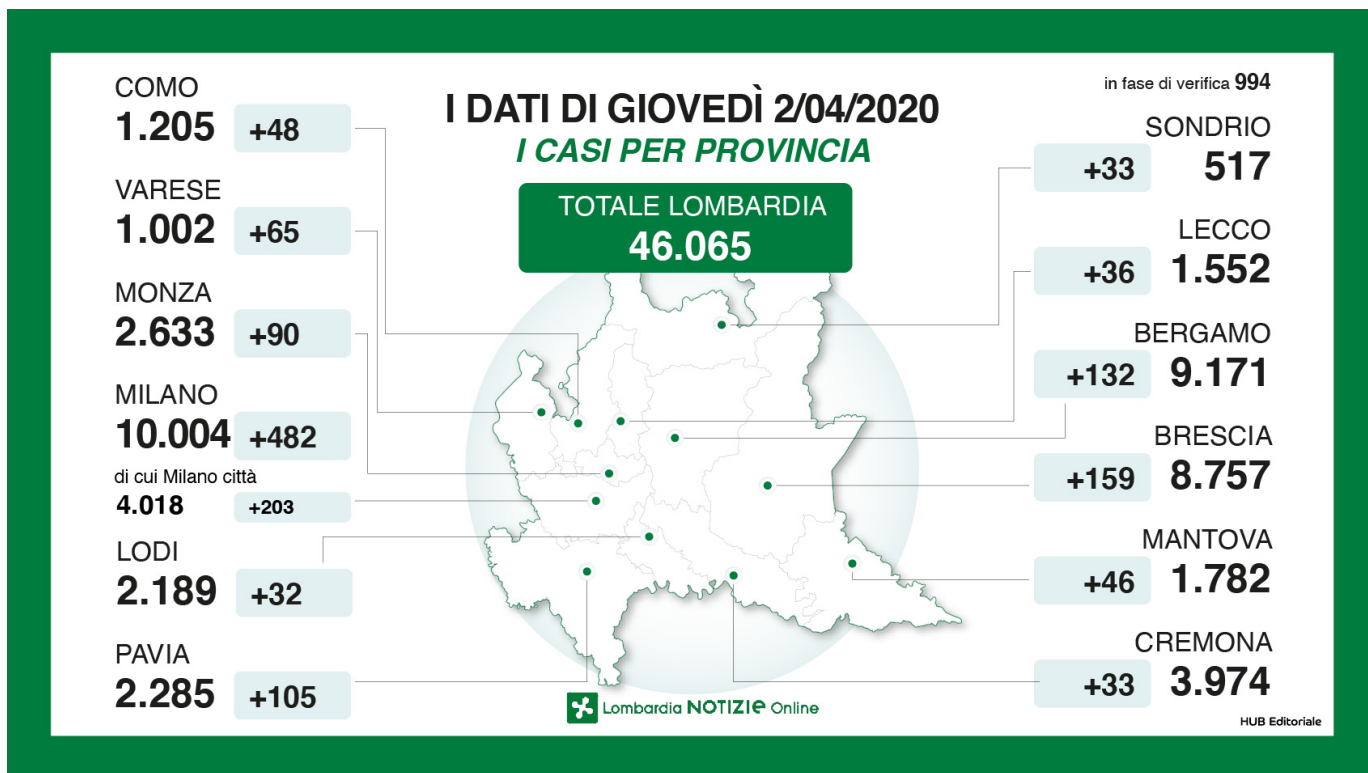 I DATI DI GIOVEDÌ 2/04/2020
I CASI PER PROVINCIA
TOTALE LOMBARDIA
46.065
COMO
1.205 +48
VARESE
1.002 +65
MONZA
2.633 +90
MILANO
10.004 +482
di cui Milano città
4.018 +203
LODI
2.189 +32
PAVIA
2.285 +105
in fase di verifica 994
SONDRIO
+33 517
LECCO
+36 1.552
BERGAMO
+132 9.171
BRESCIA
+159 8.757
MANTOVA
+46 1.782
CREMONA
+33 3.974
Lombardia NOTIZIE Online
HUB Editoriale